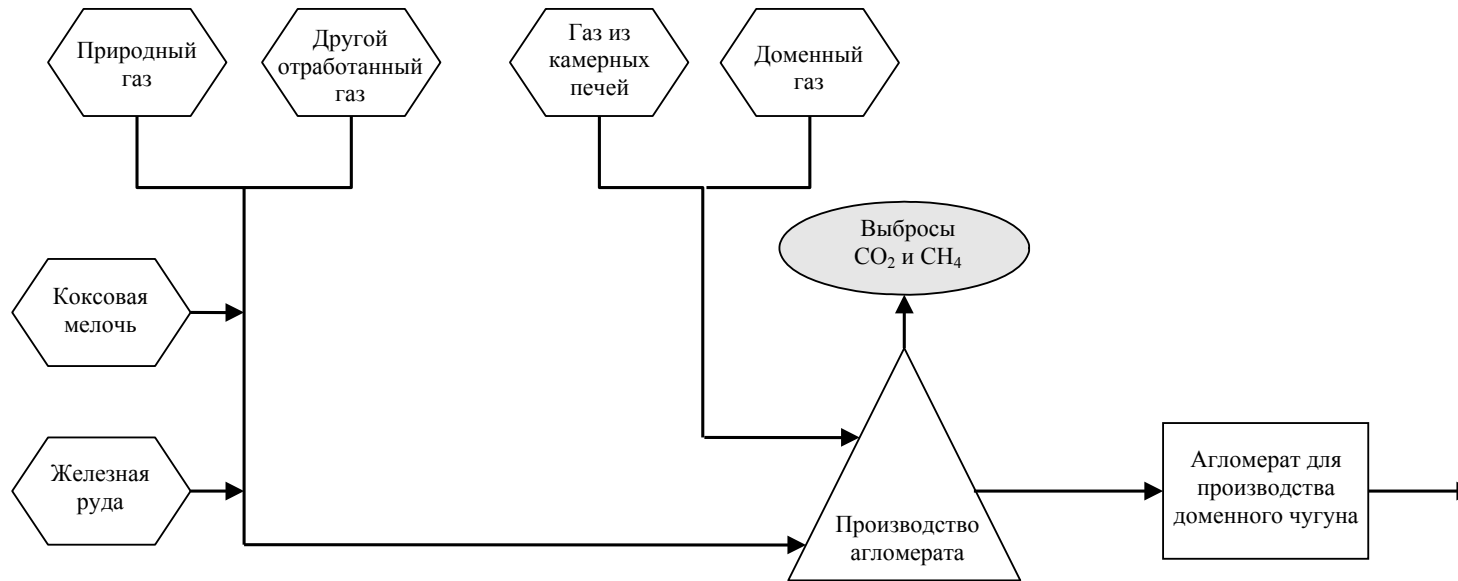 Природный
газ
Другой
отработанный
газ
Газ из
камерных
печей
Доменный
газ
Выбросы
CO₂ и CH₄
Коксовая
мелочь
Железная
руда
Производство
агломерата
Агломерат для
производства
доменного чугуна